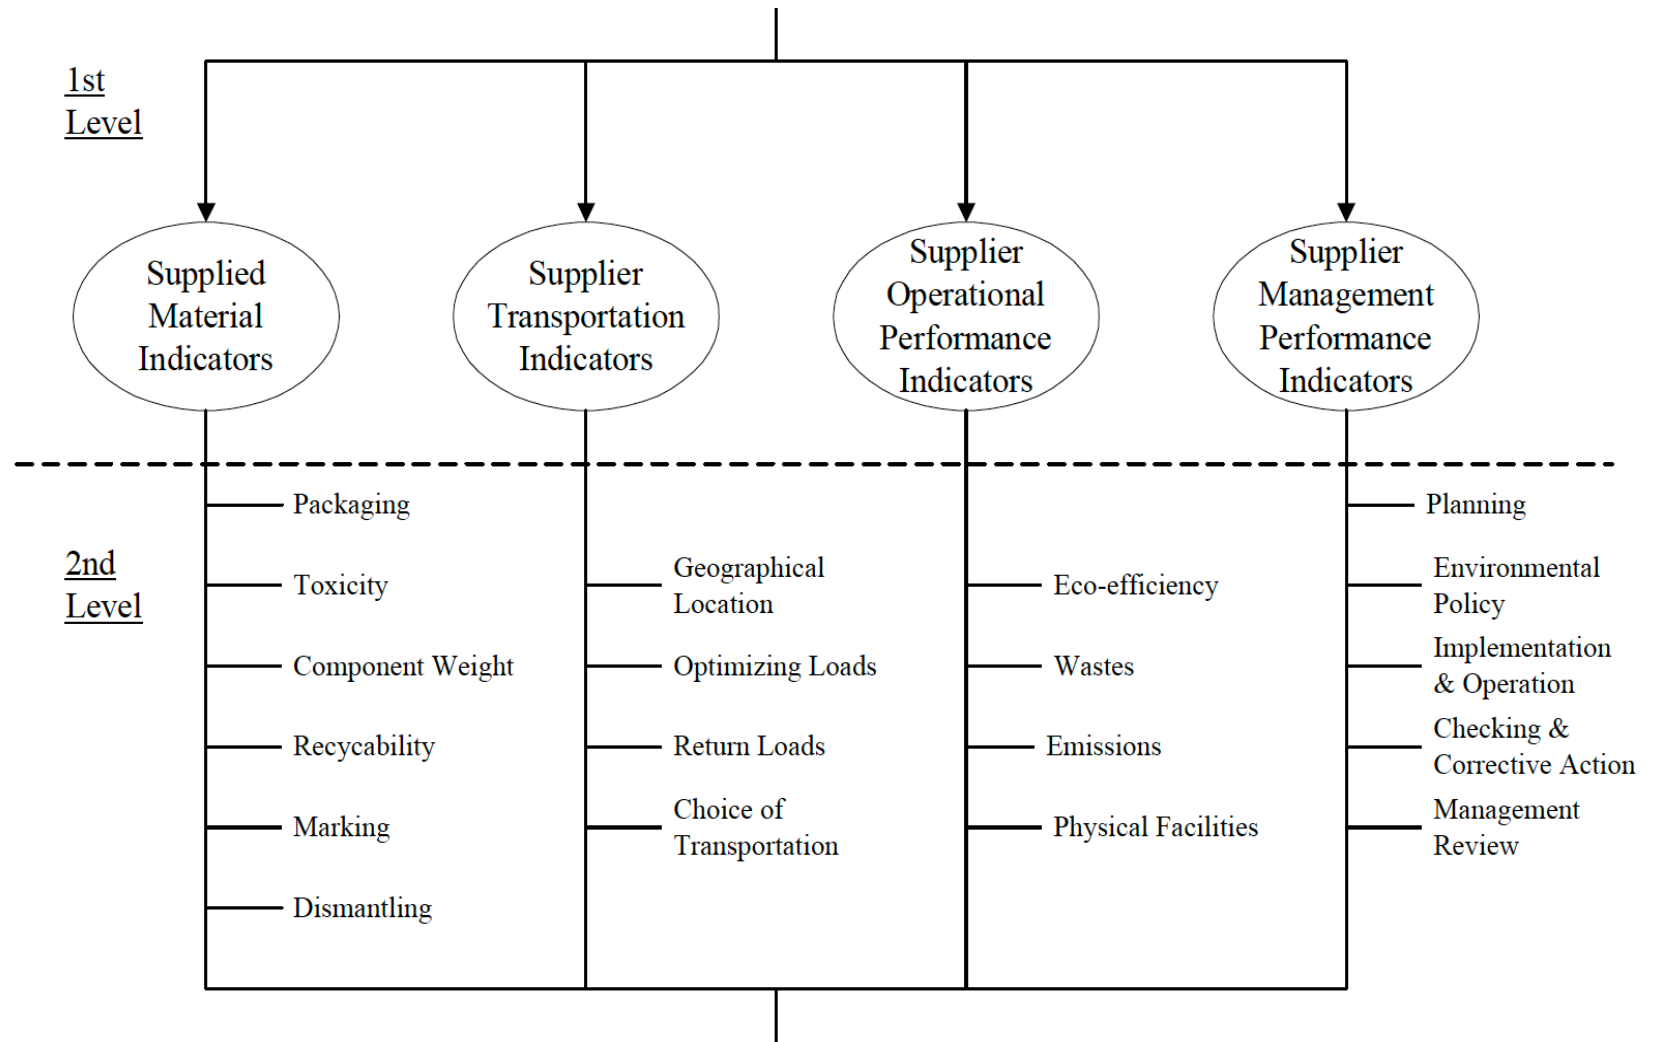 1st
Level
Supplied
Material
Indicators
Supplier
Transportation
Indicators
Supplier
Operational
Performance
Indicators
Supplier
Management
Performance
Indicators
2nd
Level
Packaging
Toxicity
Component Weight
Recycability
Marking
Dismantling
Geographical
Location
Optimizing Loads
Return Loads
Choice of
Transportation
Eco-efficiency
Wastes
Emissions
Physical Facilities
Planning
Environmental
Policy
Implementation
& Operation
Checking &
Corrective Action
Management
Review